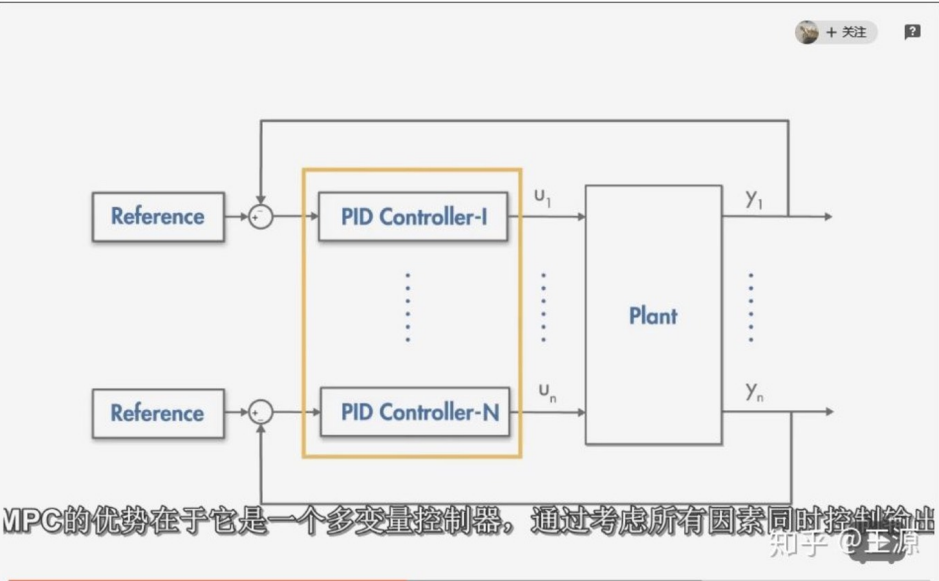 + 关注
?
Reference
PID Controller-I
u1
y1
Plant
Reference
PID Controller-N
un
yn
MPC的优势在于它是一个多变量控制器，通过考虑所有因素同时控制输出
知乎 @王源